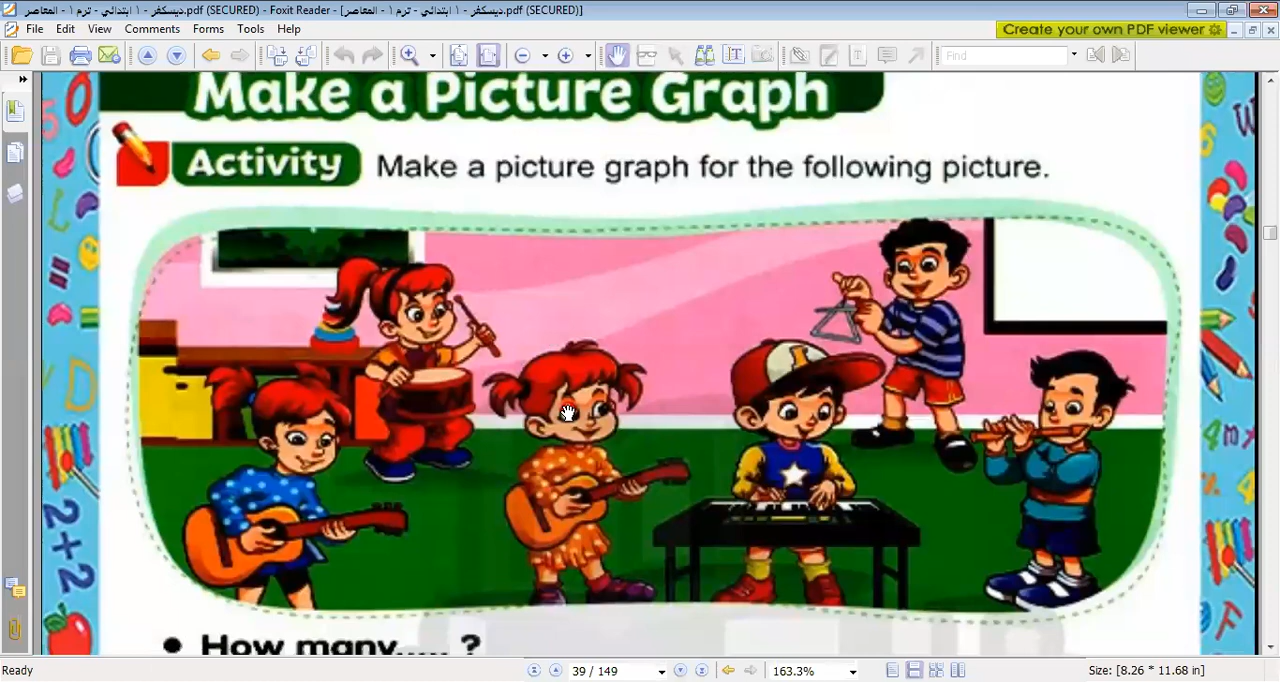 ديسكفر - ١ ابتدائي - ترم ١ - المعاصر.pdf (SECURED) - Foxit Reader - [ديسكفر - ١ ابتدائي - ترم ١ - المعاصر.pdf (SECURED)]
File Edit View Comments Forms Tools Help
Create your own PDF viewer
Find
Make a Picture Graph
Activity Make a picture graph for the following picture.
2+2
● How many..... ?
Ready
39 / 149
163.3%
Size: [8.26 * 11.68 in]